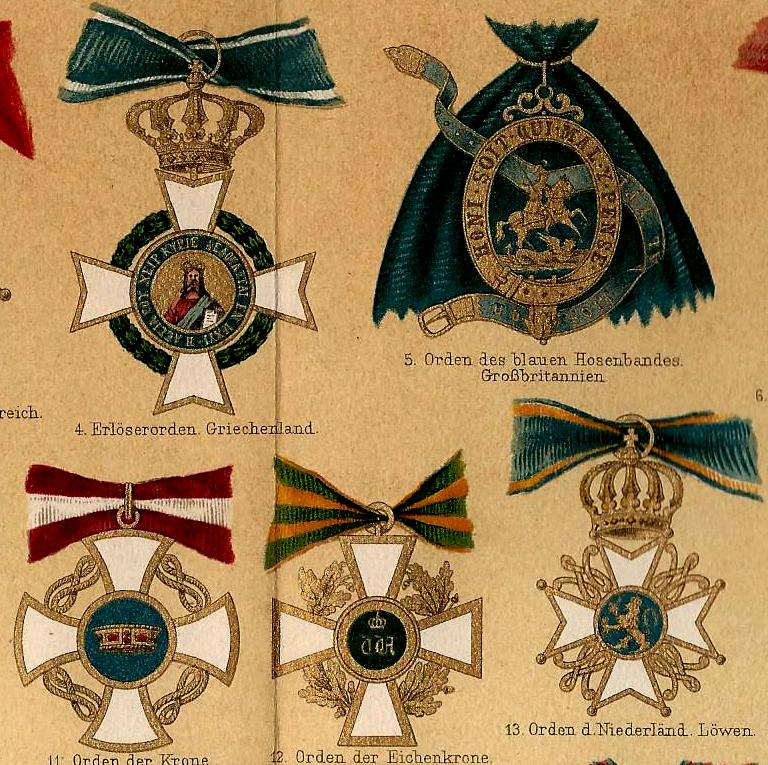 HONI·SOIT·QUI·MAL·Y·PENSE
5. Orden des blauen Hosenbandes.
Großbritannien
reich.
4. Erlöserorden. Griechenland.
6.
13. Orden d. Niederländ. Löwen.
11. Orden der Krone
12. Orden der Eichenkrone.